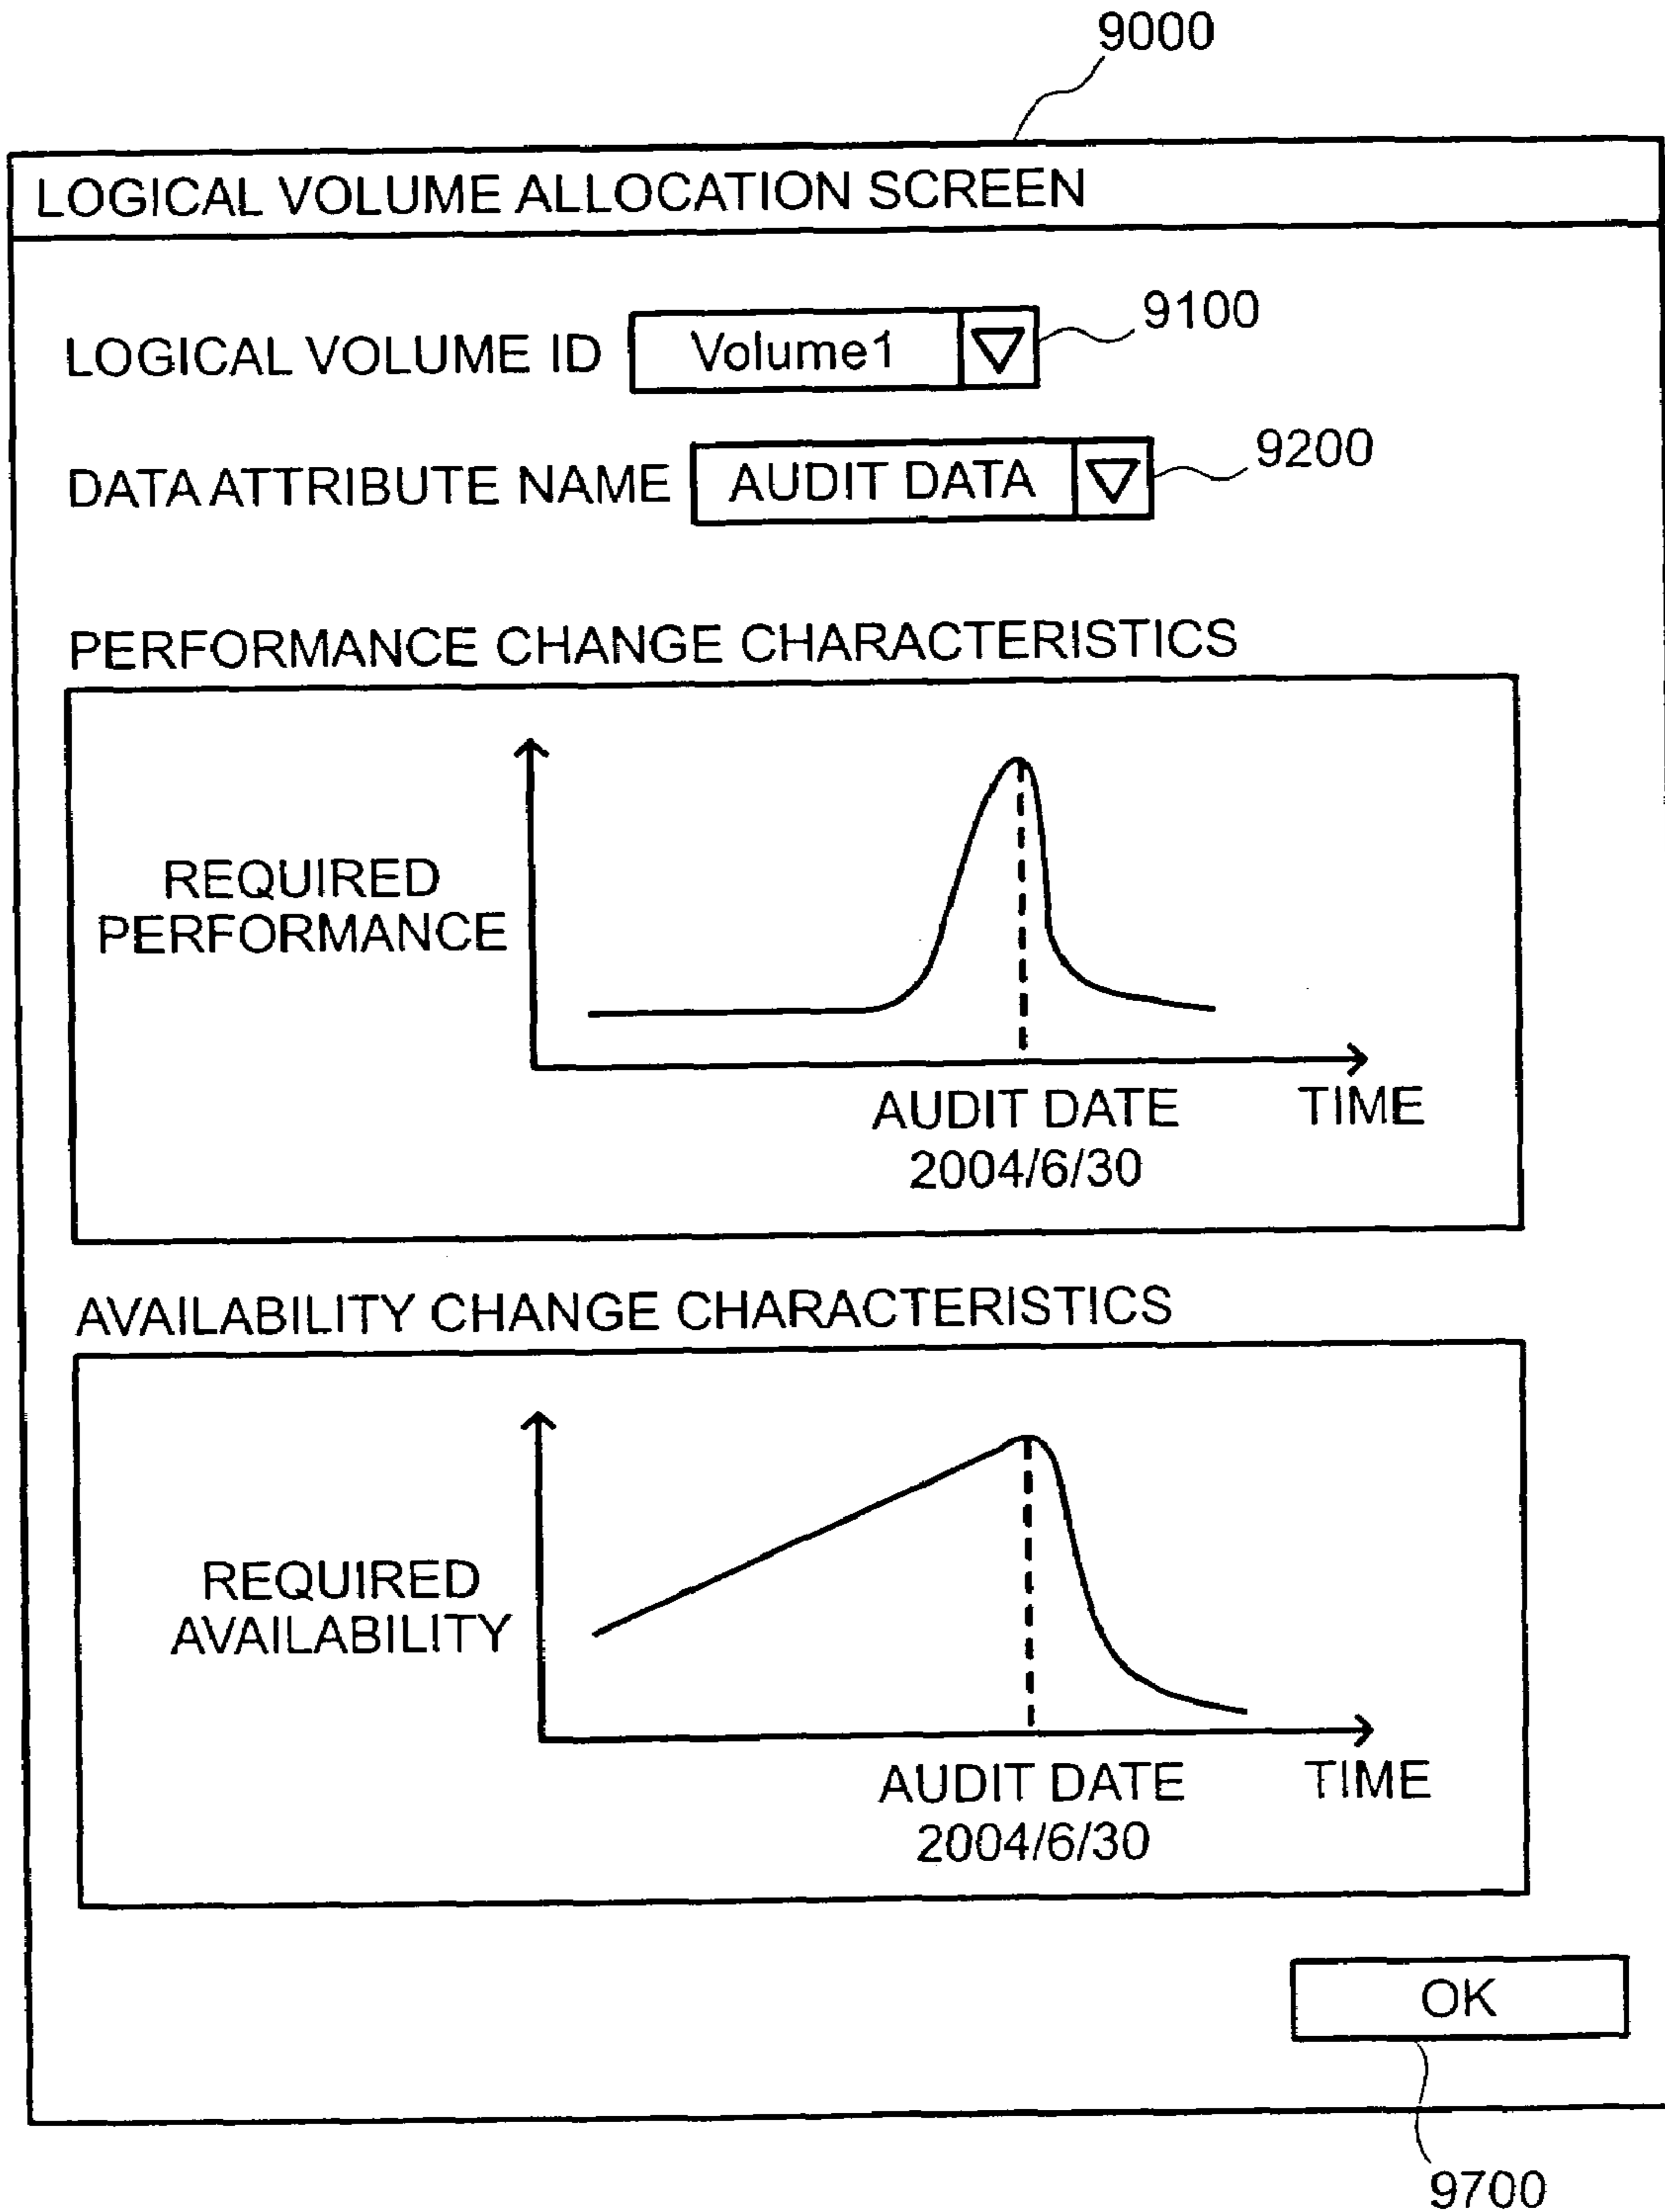 9000
LOGICAL VOLUME ALLOCATION SCREEN
LOGICAL VOLUME ID Volume1 9100
DATA ATTRIBUTE NAME AUDIT DATA 9200
PERFORMANCE CHANGE CHARACTERISTICS
REQUIRED
PERFORMANCE
AUDIT DATE TIME
2004/6/30
AVAILABILITY CHANGE CHARACTERISTICS
REQUIRED
AVAILABILITY
AUDIT DATE TIME
2004/6/30
OK
9700